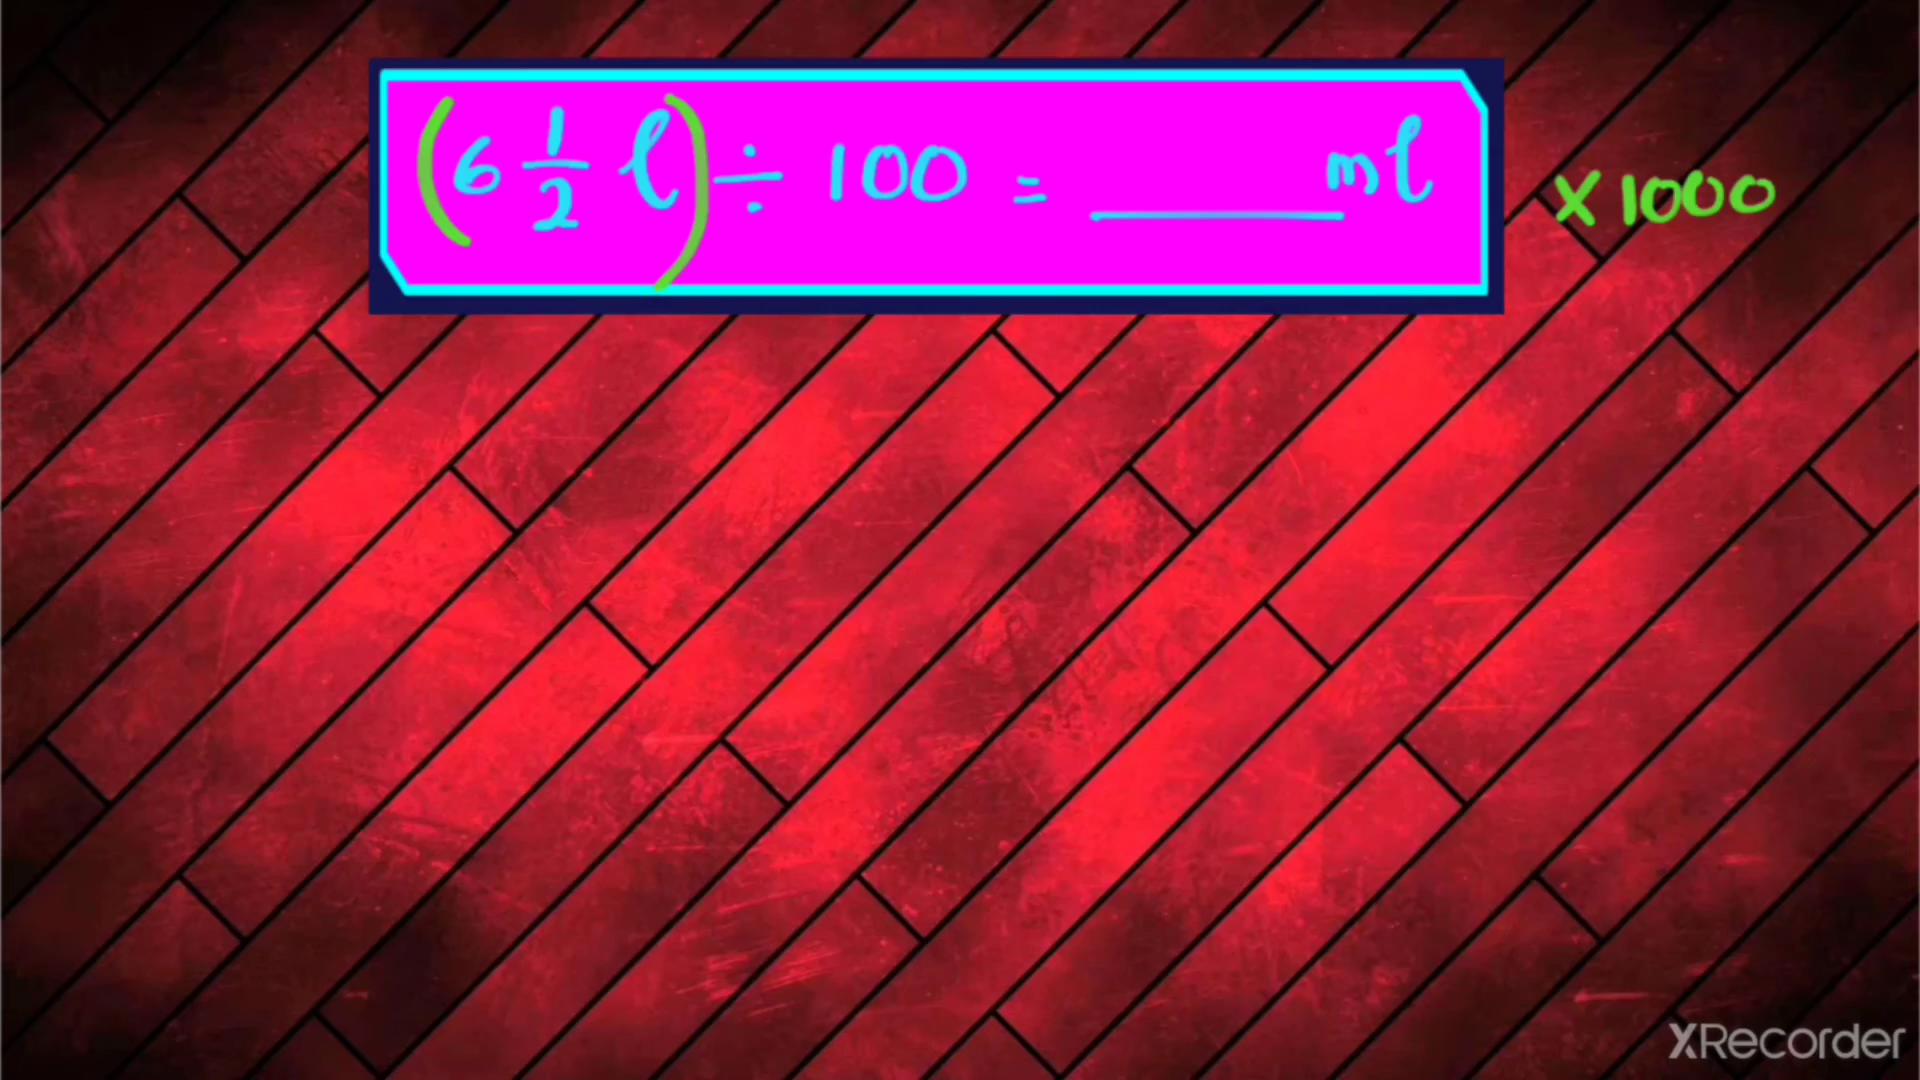 (6 1/2 l) ÷ 100 = ______ ml × 1000
XRecorder